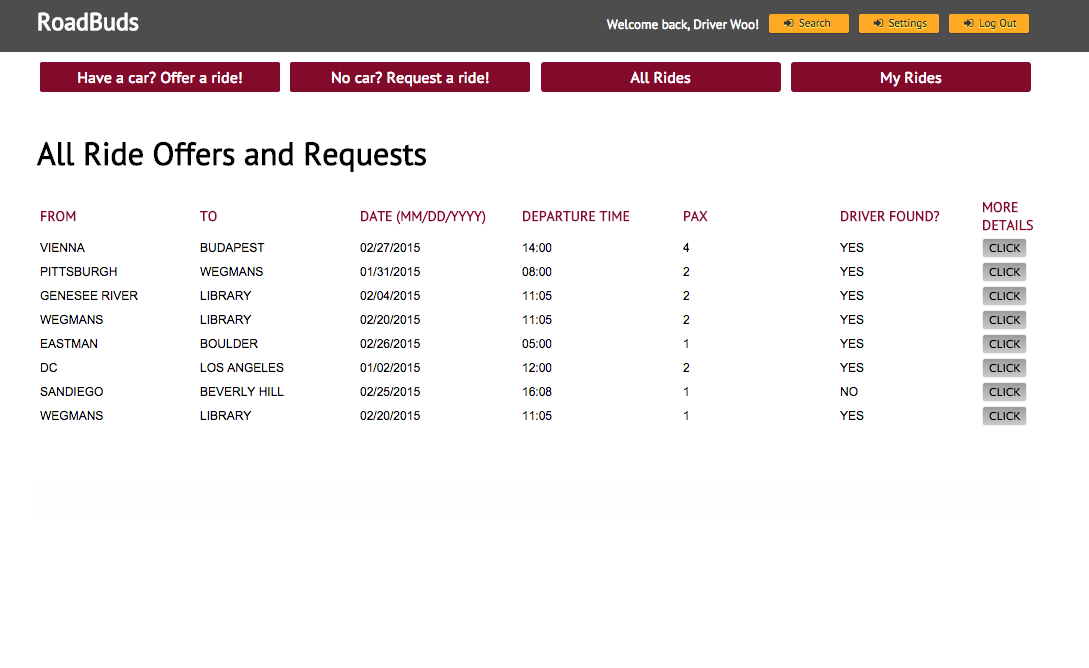 RoadBuds
Welcome back, Driver Woo! Search Settings Log Out
Have a car? Offer a ride! No car? Request a ride! All Rides My Rides
All Ride Offers and Requests
FROM TO DATE (MM/DD/YYYY) DEPARTURE TIME PAX DRIVER FOUND? MORE DETAILS
VIENNA BUDAPEST 02/27/2015 14:00 4 YES CLICK
PITTSBURGH WEGMANS 01/31/2015 08:00 2 YES CLICK
GENESEE RIVER LIBRARY 02/04/2015 11:05 2 YES CLICK
WEGMANS LIBRARY 02/20/2015 11:05 2 YES CLICK
EASTMAN BOULDER 02/26/2015 05:00 1 YES CLICK
DC LOS ANGELES 01/02/2015 12:00 2 YES CLICK
SANDIEGO BEVERLY HILL 02/25/2015 16:08 1 NO CLICK
WEGMANS LIBRARY 02/20/2015 11:05 1 YES CLICK